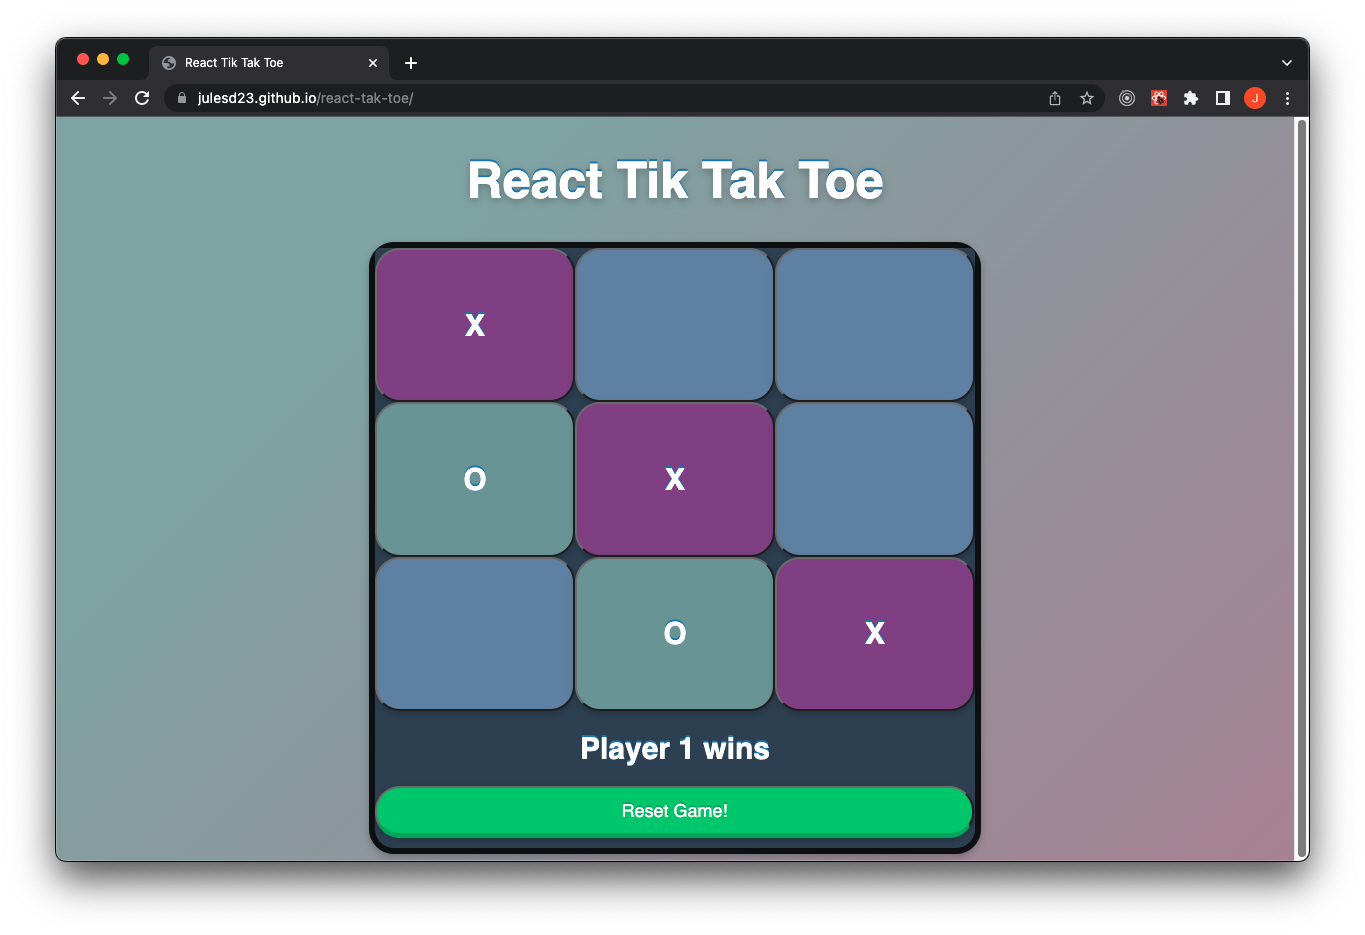 React Tik Tak Toe
julesd23.github.io/react-tak-toe/
J
React Tik Tak Toe
X
O X
O X
Player 1 wins
Reset Game!